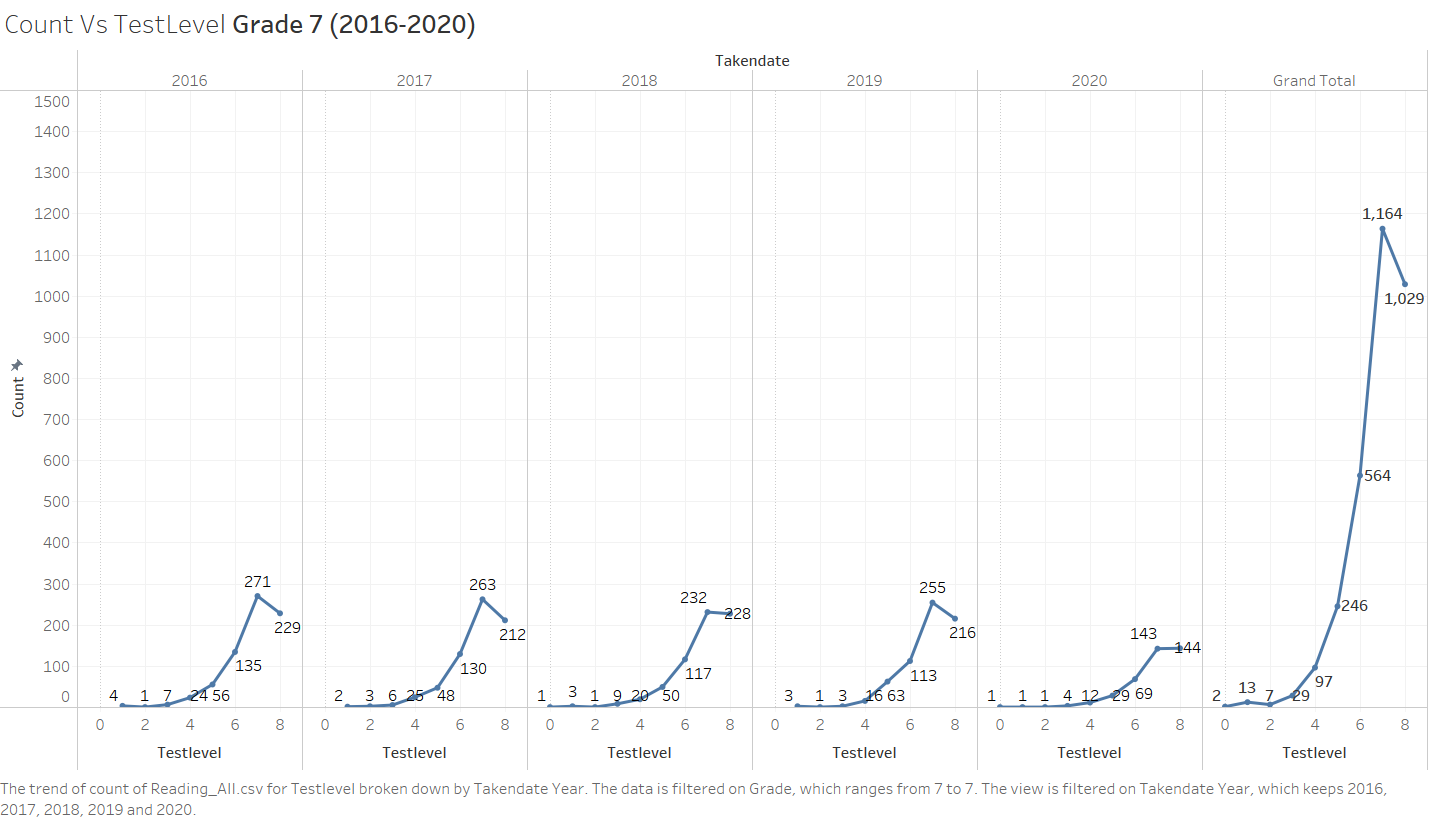 Count Vs TestLevel Grade 7 (2016-2020)
Takendate
2016 2017 2018 2019 2020 Grand Total
1500
1400
1300
1200
1100
1000
900
800
700
600
500
400
300
200
100
0
Count
4 1 7 24 56 135 271 229
2 3 6 25 48 130 263 212
1 3 1 9 20 50 117 232 228
3 1 3 16 63 113 255 216
1 1 1 4 12 29 69 143 144
2 13 7 29 97 246 564 1,164 1,029
0 2 4 6 8 0 2 4 6 8 0 2 4 6 8 0 2 4 6 8 0 2 4 6 8 0 2 4 6 8
Testlevel Testlevel Testlevel Testlevel Testlevel Testlevel
The trend of count of Reading_All.csv for Testlevel broken down by Takendate Year. The data is filtered on Grade, which ranges from 7 to 7. The view is filtered on Takendate Year, which keeps 2016,
2017, 2018, 2019 and 2020.